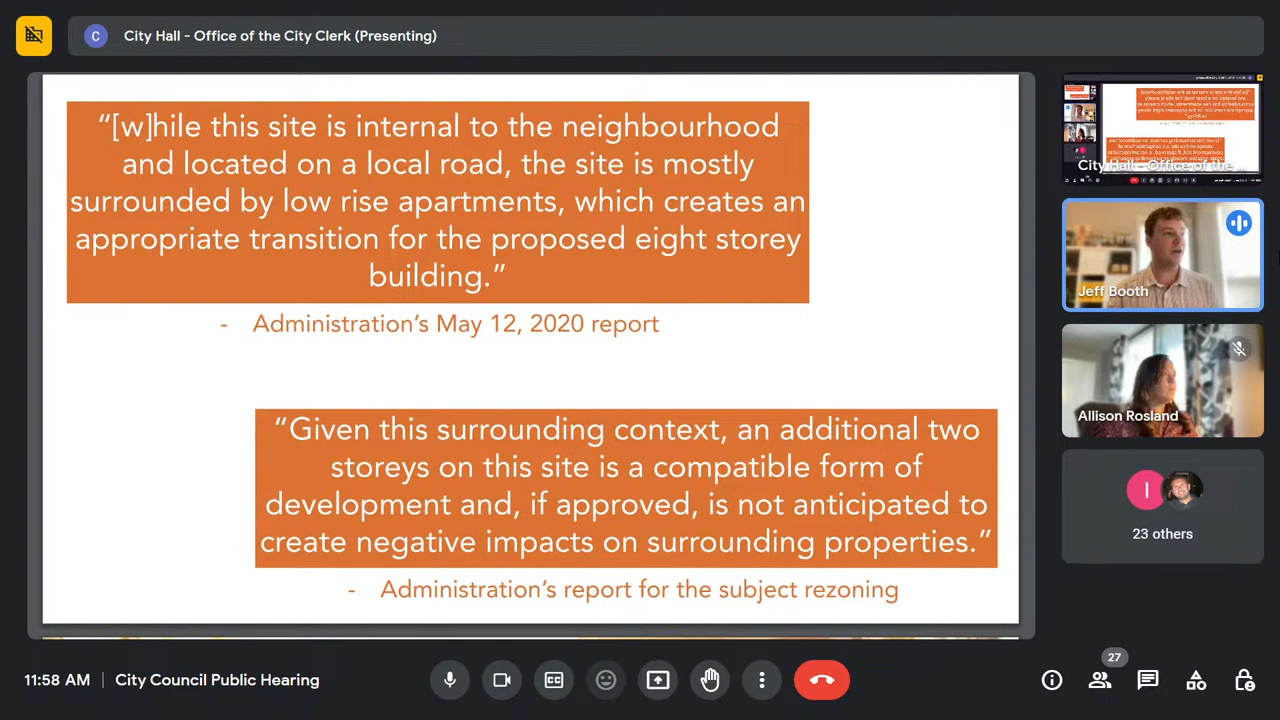 C
City Hall - Office of the City Clerk (Presenting)
“[w]hile this site is internal to the neighbourhood
and located on a local road, the site is mostly
surrounded by low rise apartments, which creates an
appropriate transition for the proposed eight storey
building.”
- Administration’s May 12, 2020 report
“Given this surrounding context, an additional two
storeys on this site is a compatible form of
development and, if approved, is not anticipated to
create negative impacts on surrounding properties.”
- Administration’s report for the subject rezoning
City Hall - Office of the ...
Jeff Booth
Allison Rosland
I
23 others
11:58 AM
City Council Public Hearing
27